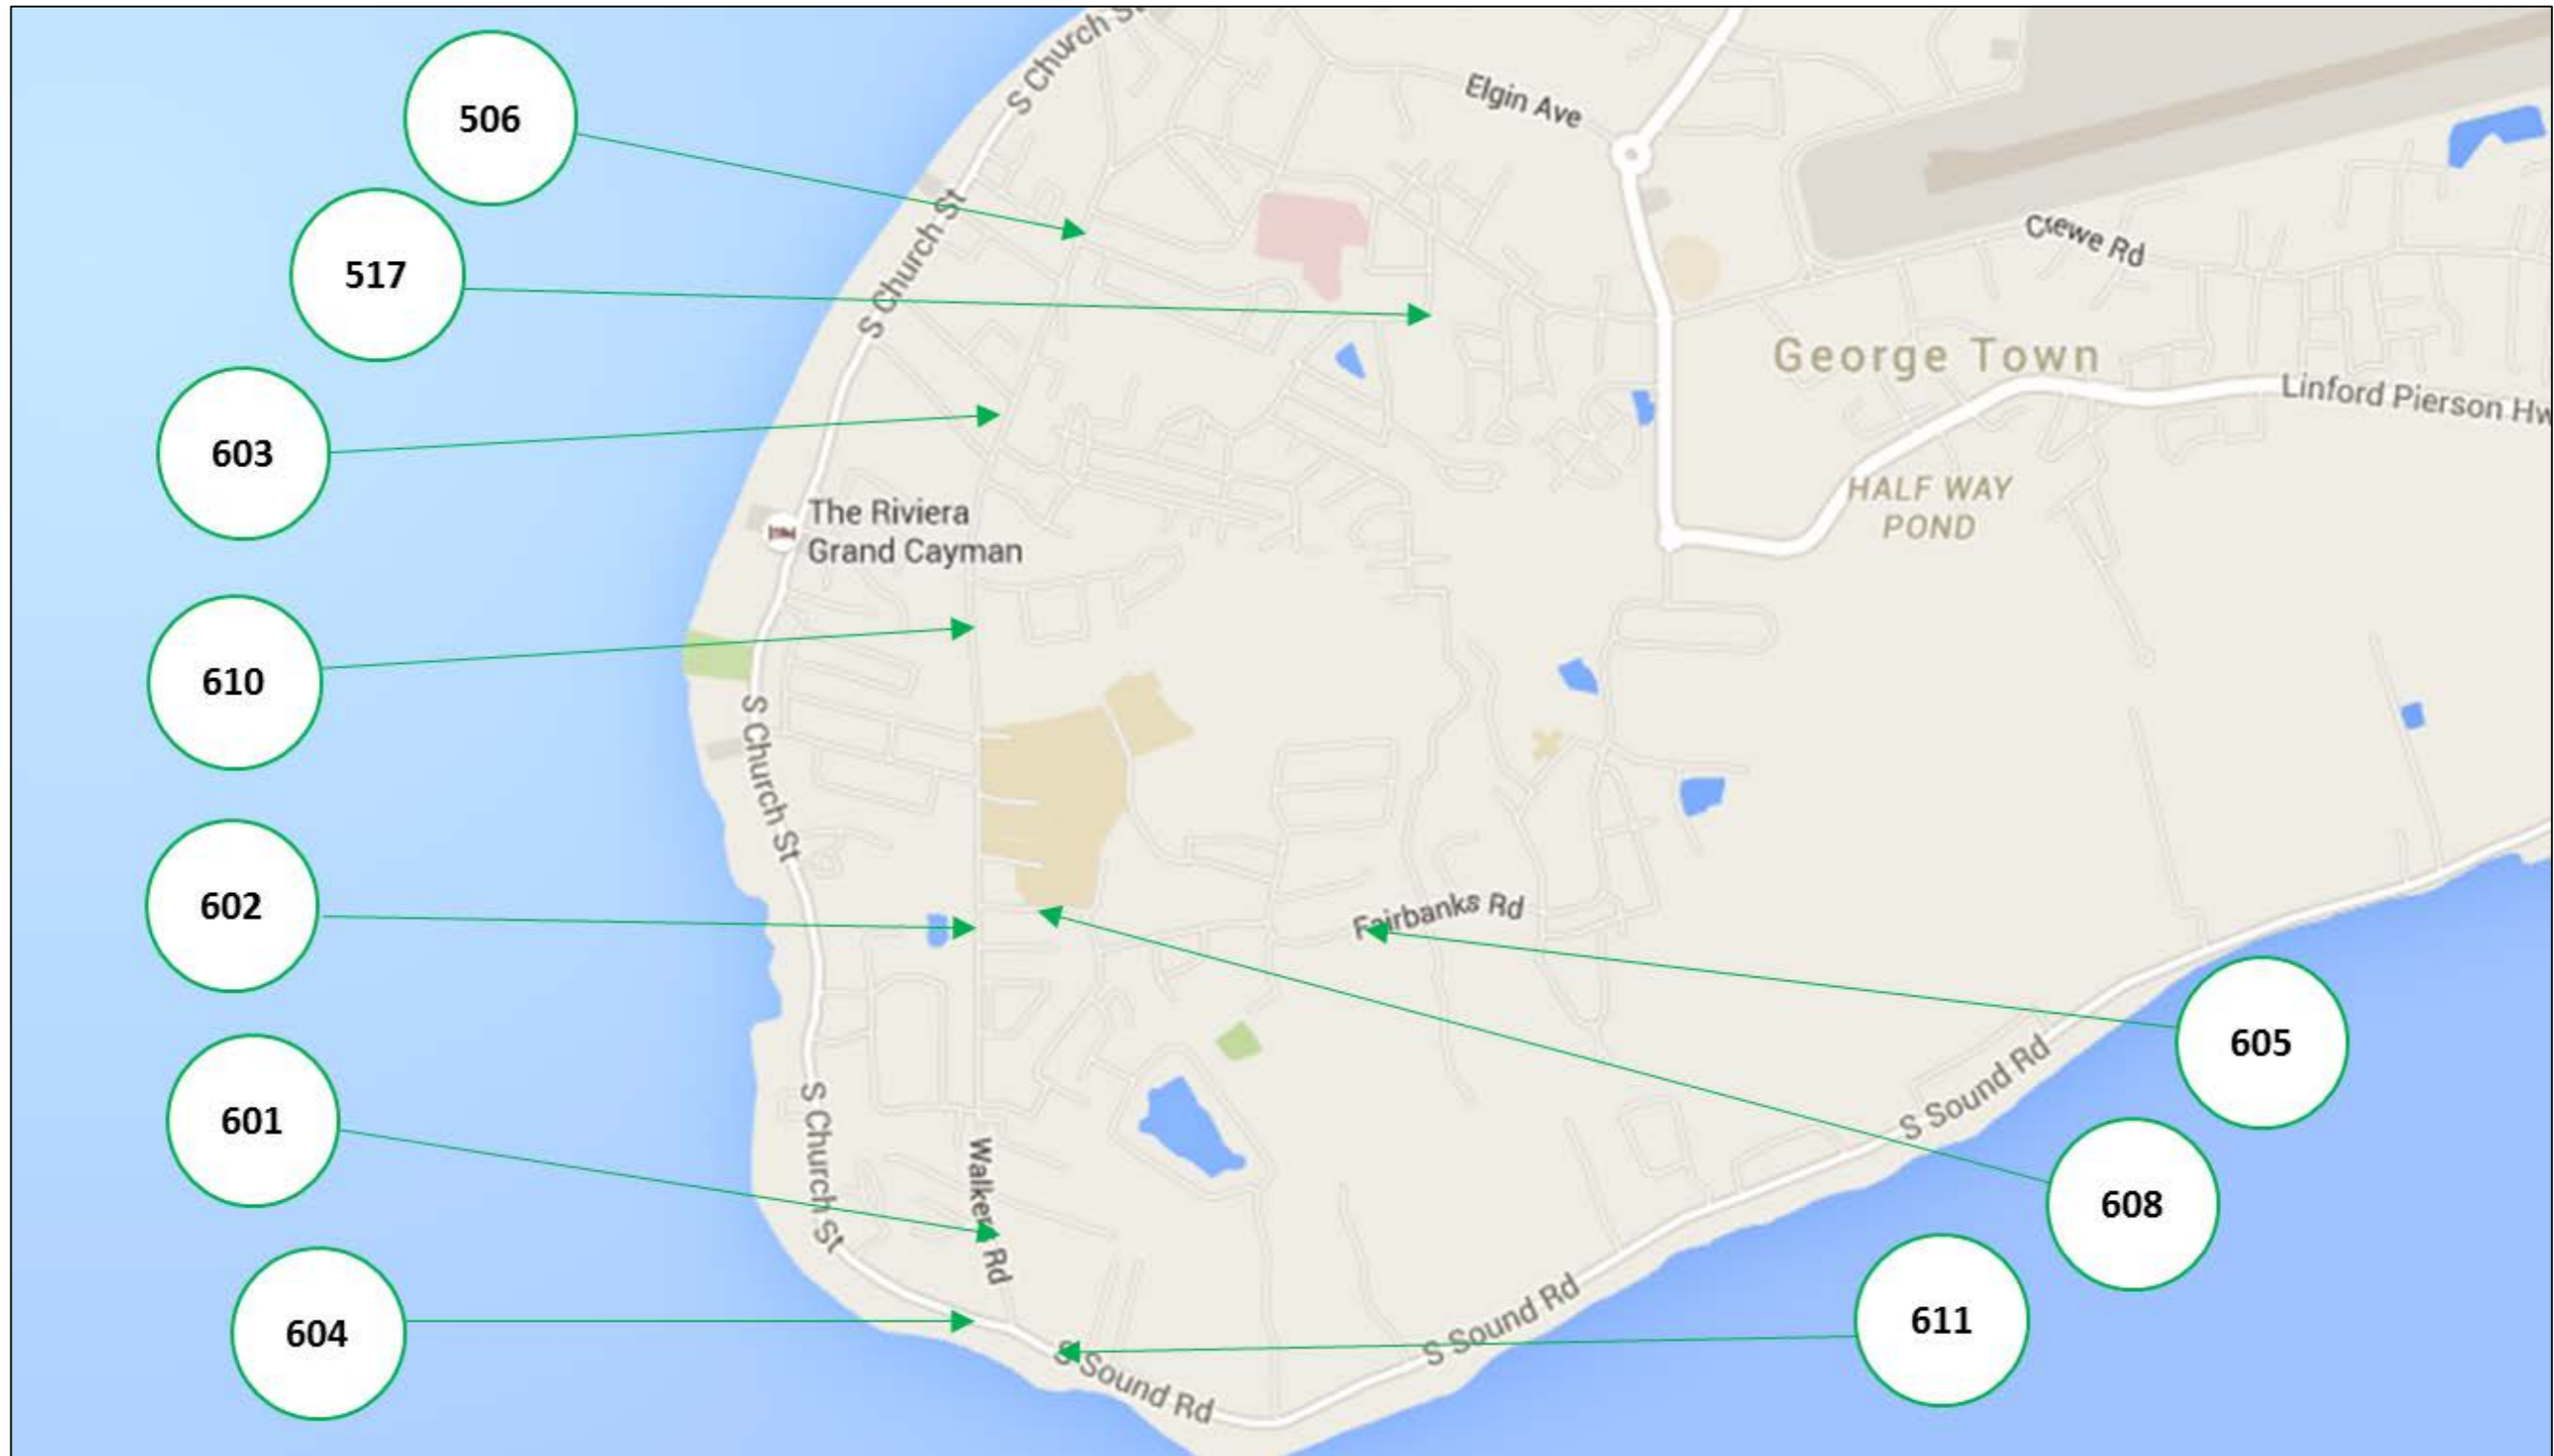 S Church St
506
Elgin Ave
S Church St
Crewe Rd
517
George Town
603
Linford Pierson Hw
HALF WAY
POND
The Riviera
Grand Cayman
610
S Church St
602
Fairbanks Rd
605
601
S Church St
Walkers Rd
S Sound Rd
608
604
611
S Sound Rd
S Sound Rd